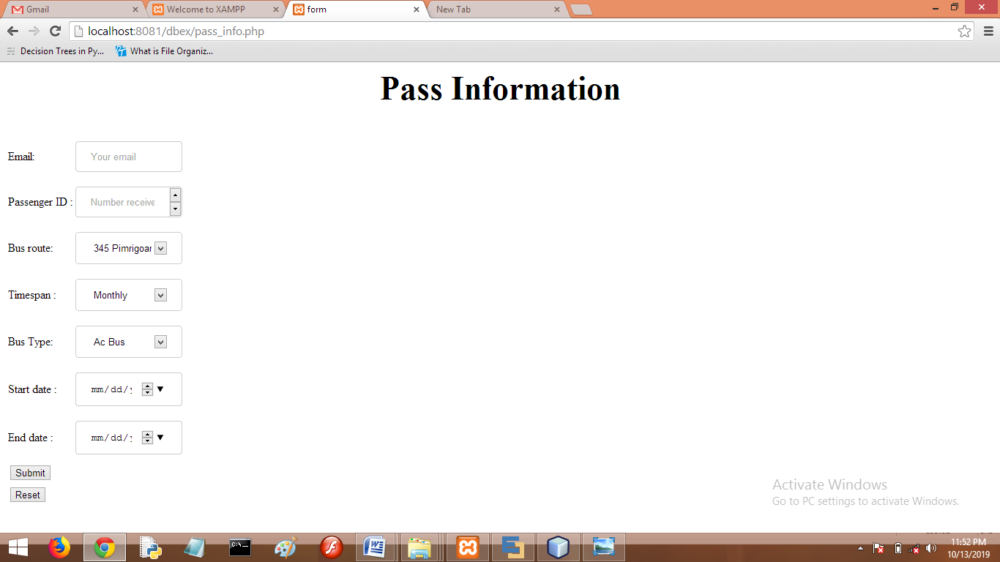 Gmail
Welcome to XAMPP
form
New Tab
localhost:8081/dbex/pass_info.php
Decision Trees in Py...
What is File Organiz...
Pass Information
Email:
Your email
Passenger ID :
Number receive
Bus route:
345 Pimrigoar
Timespan :
Monthly
Bus Type:
Ac Bus
Start date :
mm/dd/y
End date :
mm/dd/y
Submit
Reset
Activate Windows
Go to PC settings to activate Windows.
C:\_
11:52 PM
10/13/2019